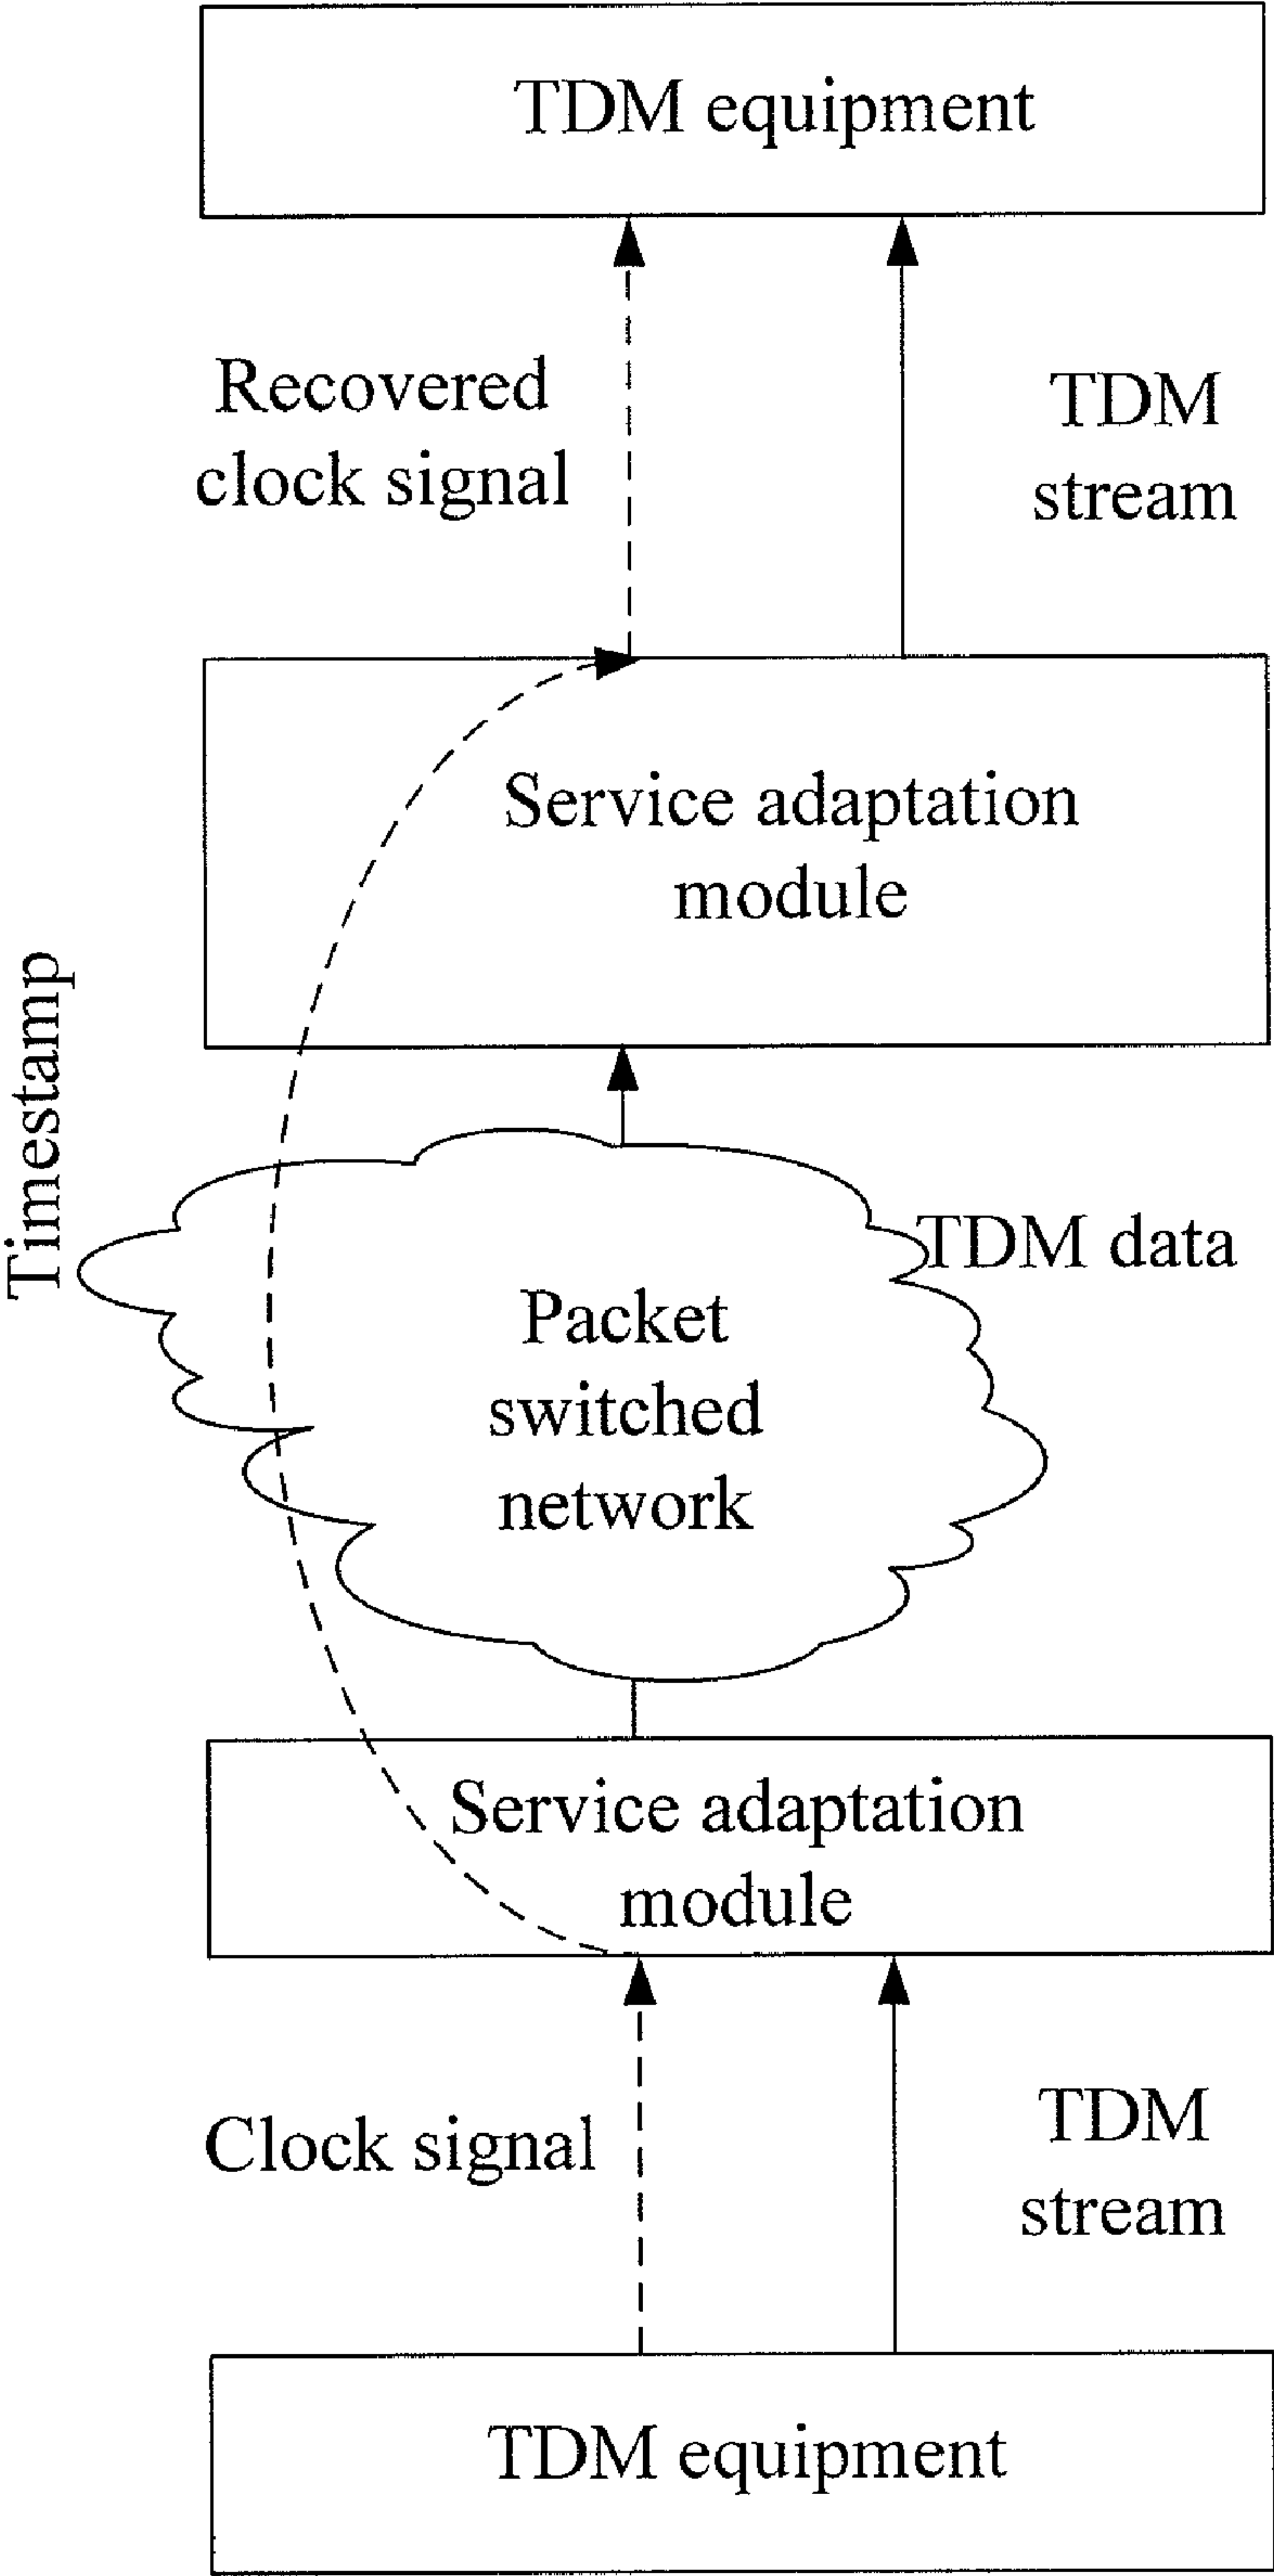 TDM equipment
Recovered
clock signal
TDM
stream
Service adaptation
module
Timestamp
TDM data
Packet
switched
network
Service adaptation
module
Clock signal
TDM
stream
TDM equipment